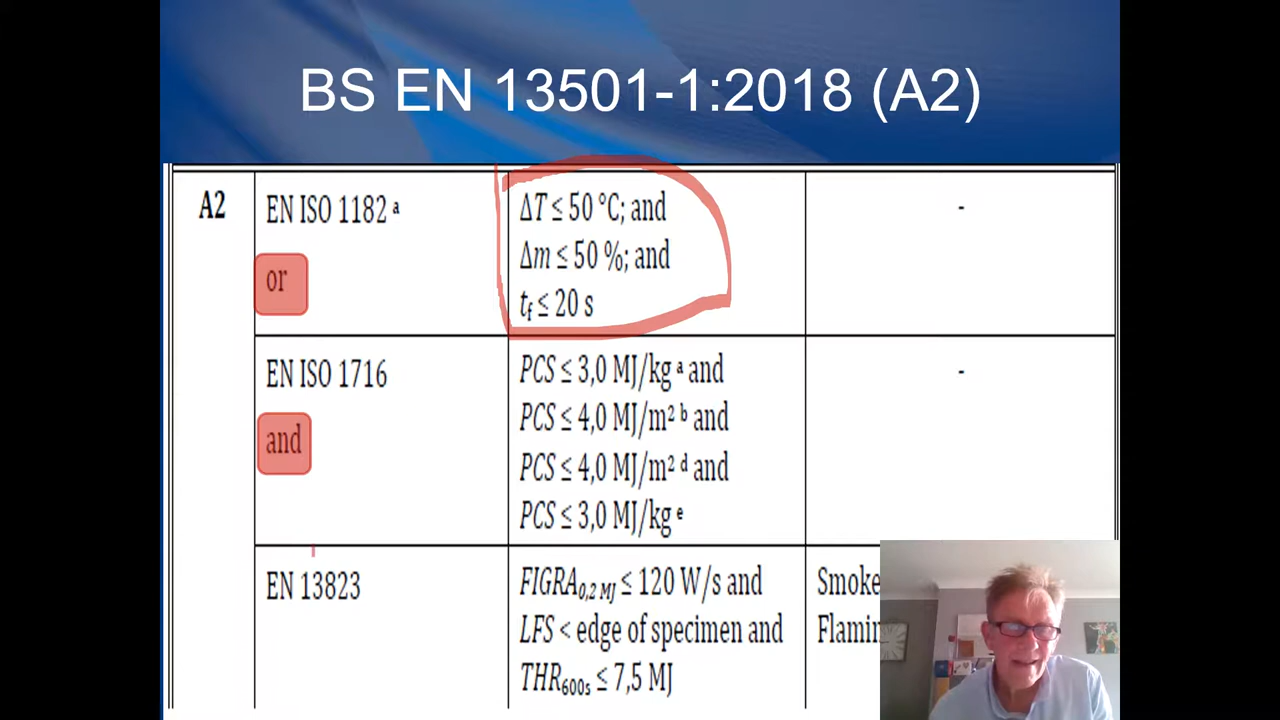 BS EN 13501-1:2018 (A2)
A2
EN ISO 1182 ᵃ
or
ΔT ≤ 50 °C; and
Δm ≤ 50 %; and
t_f ≤ 20 s
-
EN ISO 1716
and
PCS ≤ 3,0 MJ/kg ᵃ and
PCS ≤ 4,0 MJ/m² ᵇ and
PCS ≤ 4,0 MJ/m² ᵈ and
PCS ≤ 3,0 MJ/kg ᵉ
-
EN 13823
FIGRA₀,₂ MJ ≤ 120 W/s and
LFS < edge of specimen and
THR₆₀₀s ≤ 7,5 MJ
Smoke